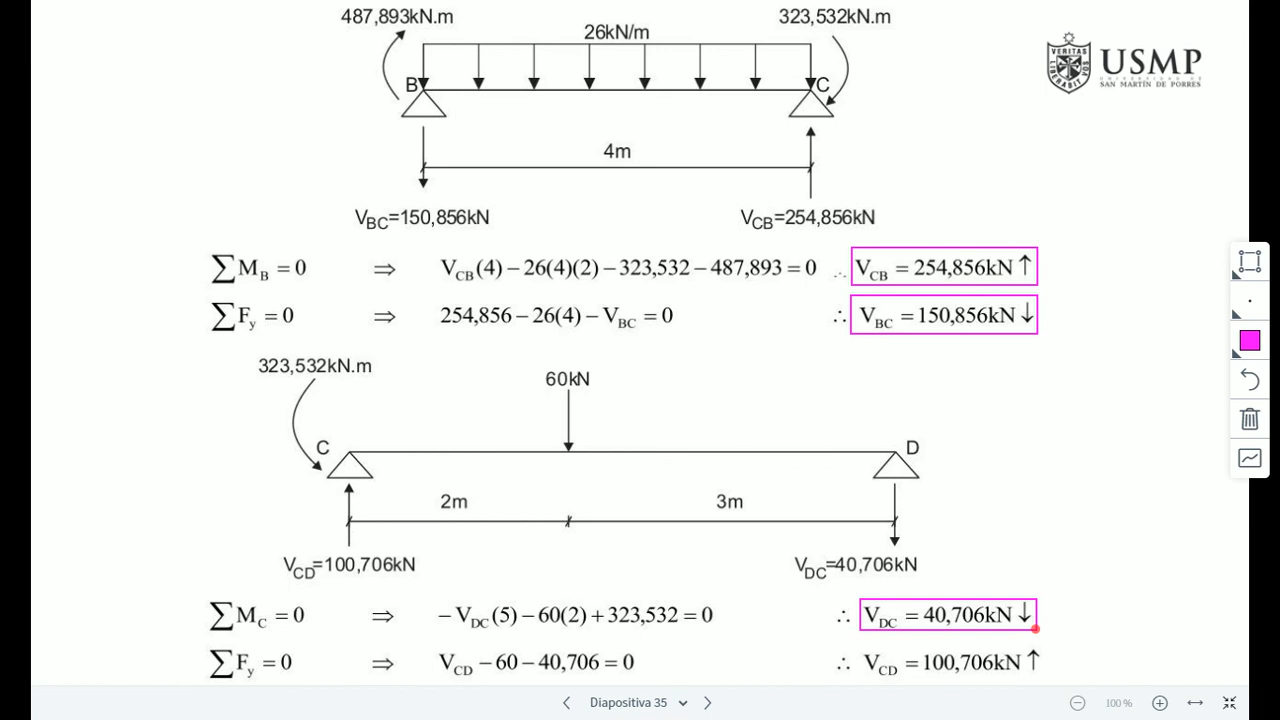 487,893kN.m
323,532kN.m
26kN/m
B
C
4m
V_BC=150,856kN
V_CB=254,856kN
VERITAS LIBERABIT VOS
USMP
UNIVERSIDAD DE
SAN MARTÍN DE PORRES
∑M_B = 0 ⇒ V_CB(4) − 26(4)(2) − 323,532 − 487,893 = 0 ∴ V_CB = 254,856kN ↑
∑F_y = 0 ⇒ 254,856 − 26(4) − V_BC = 0 ∴ V_BC = 150,856kN ↓
323,532kN.m
60kN
C
D
2m
3m
V_CD=100,706kN
V_DC=40,706kN
∑M_C = 0 ⇒ − V_DC(5) − 60(2) + 323,532 = 0 ∴ V_DC = 40,706kN ↓
∑F_y = 0 ⇒ V_CD − 60 − 40,706 = 0 ∴ V_CD = 100,706kN ↑
Diapositiva 35
100 %